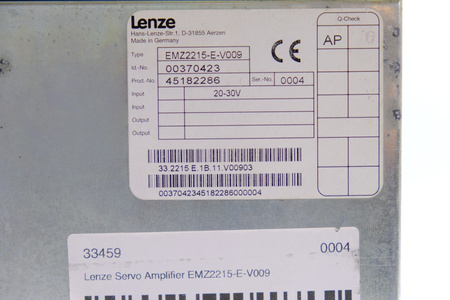 Lenze
Hans-Lenze-Str.1, D-31855 Aerzen
Made in Germany
Q-Check
AP
Type EMZ2215-E-V009
Id.-No. 00370423
Prod.-No. 45182286 Ser.-No. 0004
Input 20-30V
Input
Output
Output
33.2215 E.1B.11.V00903
0037042345182286000004
33459 0004
Lenze Servo Amplifier EMZ2215-E-V009